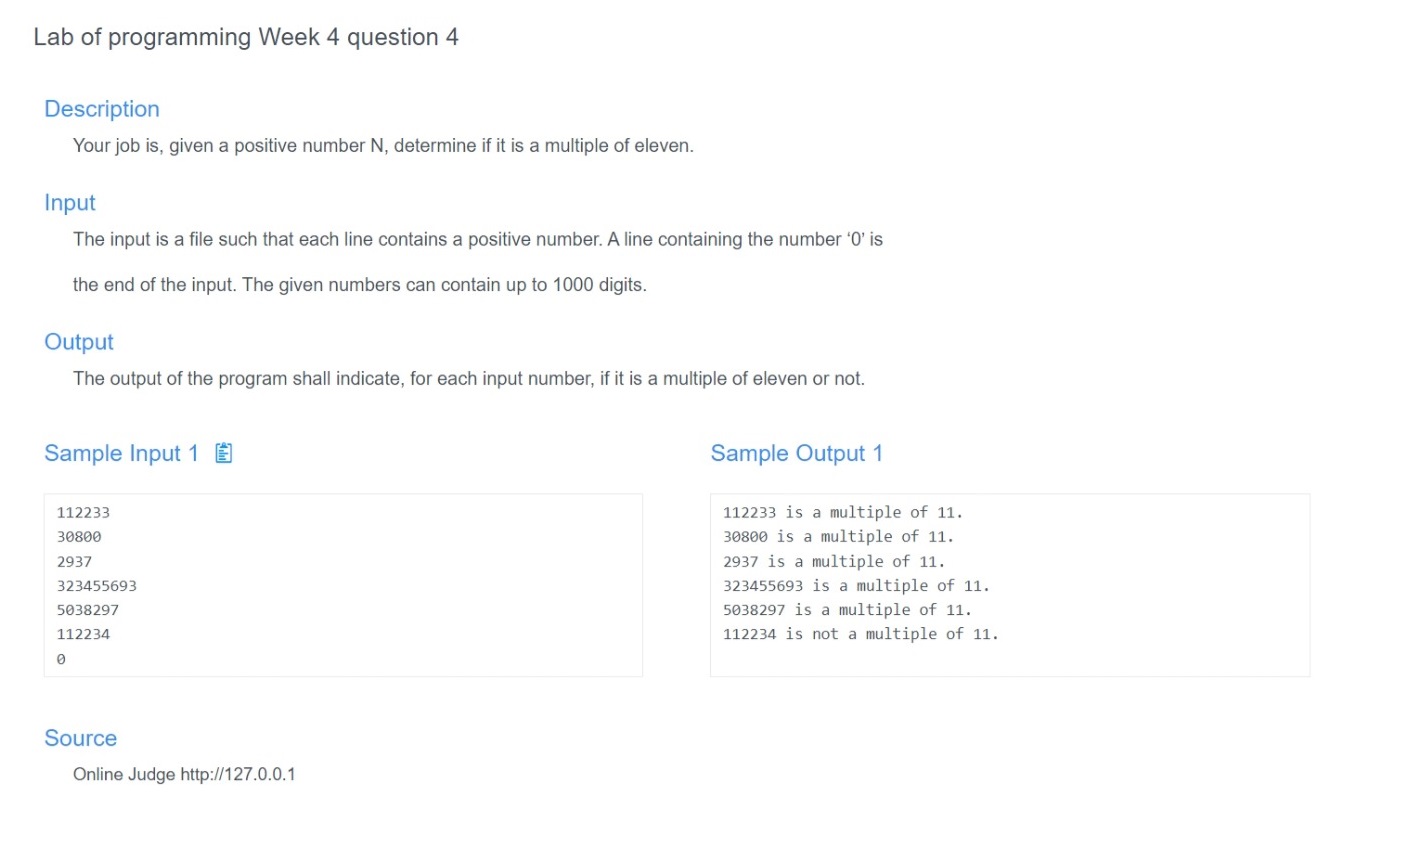 Lab of programming Week 4 question 4
Description
Your job is, given a positive number N, determine if it is a multiple of eleven.
Input
The input is a file such that each line contains a positive number. A line containing the number ‘0’ is
the end of the input. The given numbers can contain up to 1000 digits.
Output
The output of the program shall indicate, for each input number, if it is a multiple of eleven or not.
Sample Input 1
112233
30800
2937
323455693
5038297
112234
0
Sample Output 1
112233 is a multiple of 11.
30800 is a multiple of 11.
2937 is a multiple of 11.
323455693 is a multiple of 11.
5038297 is a multiple of 11.
112234 is not a multiple of 11.
Source
Online Judge http://127.0.0.1